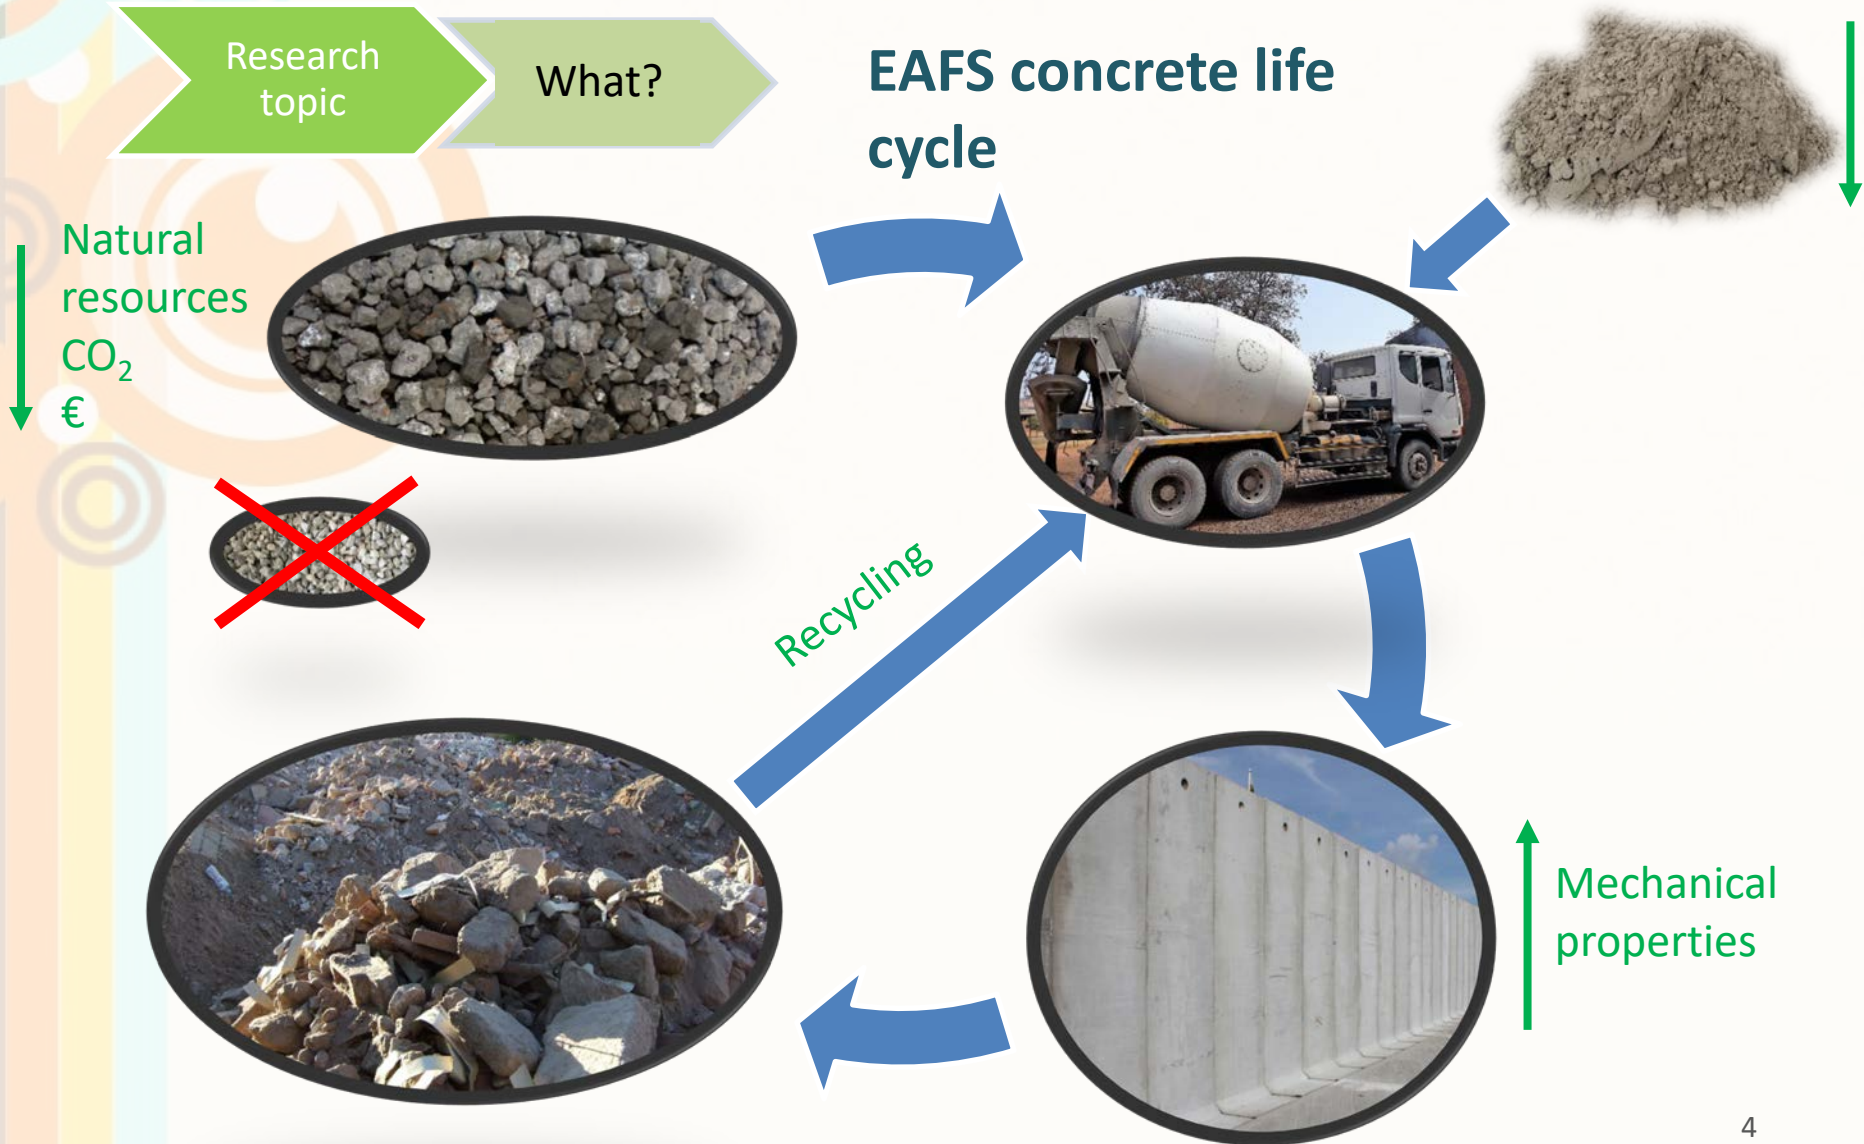 Research
topic
What?
EAFS concrete life
cycle
Natural
resources
CO₂
€
Recycling
Mechanical
properties
4